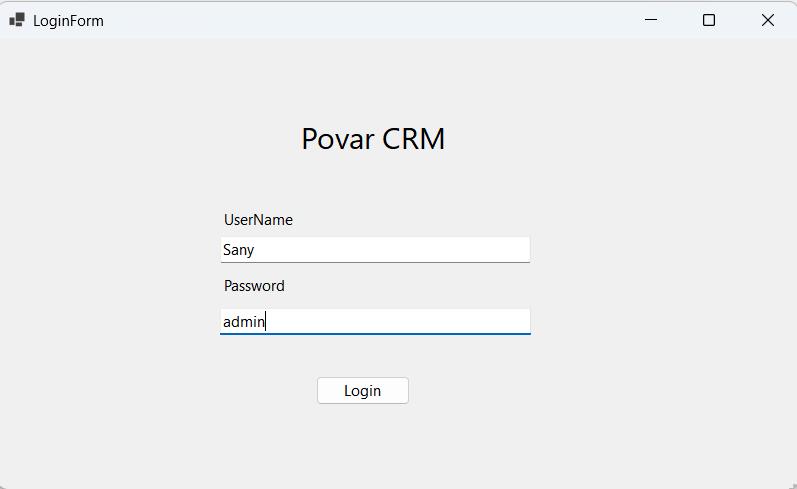 LoginForm
Povar CRM
UserName
Sany
Password
admin
Login